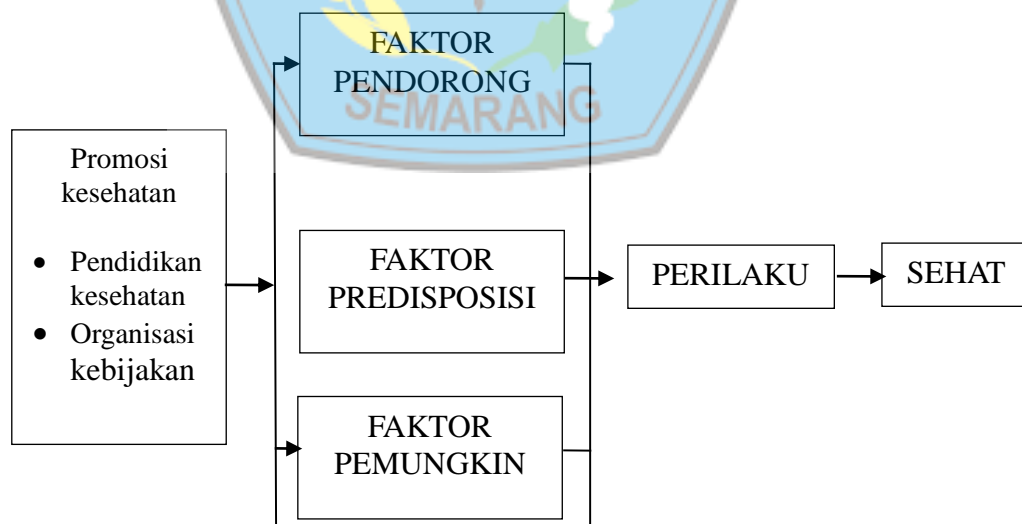 FAKTOR
PENDORONG
SEMARANG
Promosi
kesehatan
• Pendidikan
kesehatan
• Organisasi
kebijakan
FAKTOR
PREDISPOSISI
PERILAKU
SEHAT
FAKTOR
PEMUNGKIN